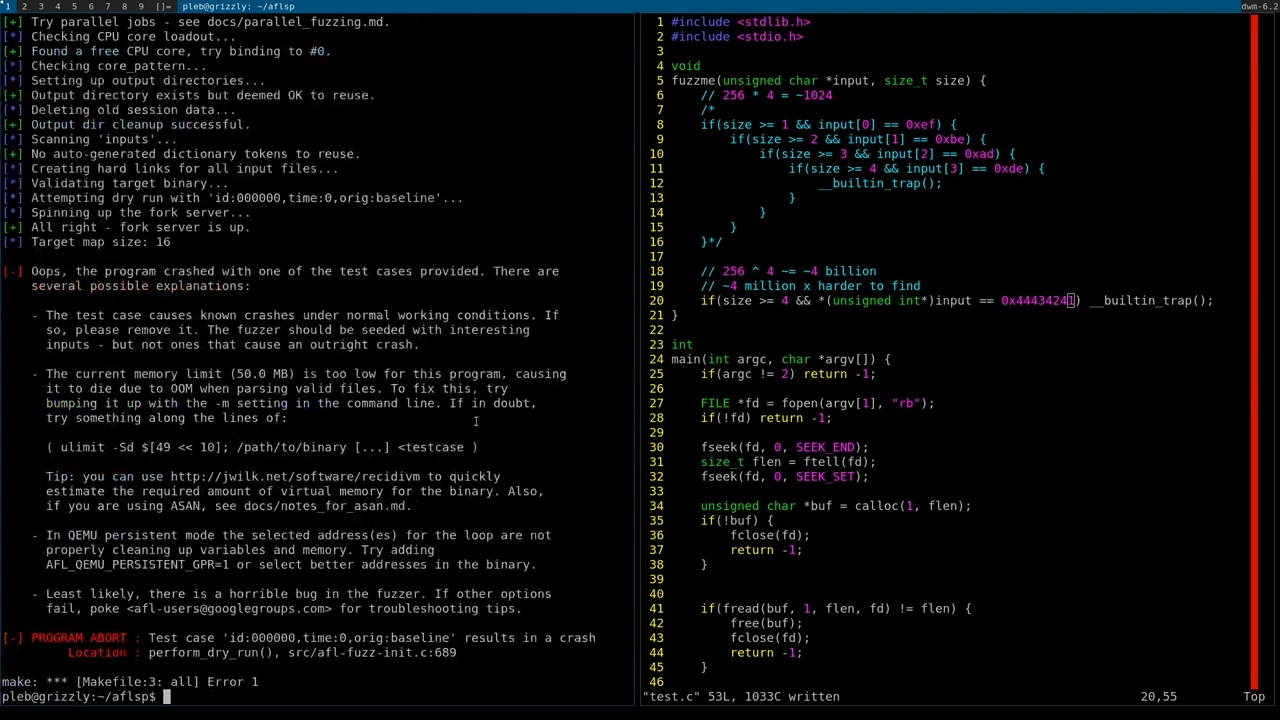 1 2 3 4 5 6 7 8 9 []= pleb@grizzly: ~/aflsp dwm-6.2
[+] Try parallel jobs - see docs/parallel_fuzzing.md.
[*] Checking CPU core loadout...
[+] Found a free CPU core, try binding to #0.
[*] Checking core_pattern...
[*] Setting up output directories...
[+] Output directory exists but deemed OK to reuse.
[*] Deleting old session data...
[+] Output dir cleanup successful.
[*] Scanning 'inputs'...
[+] No auto-generated dictionary tokens to reuse.
[*] Creating hard links for all input files...
[*] Validating target binary...
[*] Attempting dry run with 'id:000000,time:0,orig:baseline'...
[*] Spinning up the fork server...
[+] All right - fork server is up.
[*] Target map size: 16
[-] Oops, the program crashed with one of the test cases provided. There are
several possible explanations:
- The test case causes known crashes under normal working conditions. If
so, please remove it. The fuzzer should be seeded with interesting
inputs - but not ones that cause an outright crash.
- The current memory limit (50.0 MB) is too low for this program, causing
it to die due to OOM when parsing valid files. To fix this, try
bumping it up with the -m setting in the command line. If in doubt,
try something along the lines of:
( ulimit -Sd $[49 << 10]; /path/to/binary [...] <testcase )
Tip: you can use http://jwilk.net/software/recidivm to quickly
estimate the required amount of virtual memory for the binary. Also,
if you are using ASAN, see docs/notes_for_asan.md.
- In QEMU persistent mode the selected address(es) for the loop are not
properly cleaning up variables and memory. Try adding
AFL_QEMU_PERSISTENT_GPR=1 or select better addresses in the binary.
- Least likely, there is a horrible bug in the fuzzer. If other options
fail, poke <afl-users@googlegroups.com> for troubleshooting tips.
[-] PROGRAM ABORT : Test case 'id:000000,time:0,orig:baseline' results in a crash
Location : perform_dry_run(), src/afl-fuzz-init.c:689
make: *** [Makefile:3: all] Error 1
pleb@grizzly:~/aflsp$
1 #include <stdlib.h>
2 #include <stdio.h>
3
4 void
5 fuzzme(unsigned char *input, size_t size) {
6 // 256 * 4 = ~1024
7 /*
8 if(size >= 1 && input[0] == 0xef) {
9 if(size >= 2 && input[1] == 0xbe) {
10 if(size >= 3 && input[2] == 0xad) {
11 if(size >= 4 && input[3] == 0xde) {
12 __builtin_trap();
13 }
14 }
15 }
16 }*/
17
18 // 256 ^ 4 ~= ~4 billion
19 // ~4 million x harder to find
20 if(size >= 4 && *(unsigned int*)input == 0x44434241) __builtin_trap();
21 }
22
23 int
24 main(int argc, char *argv[]) {
25 if(argc != 2) return -1;
26
27 FILE *fd = fopen(argv[1], "rb");
28 if(!fd) return -1;
29
30 fseek(fd, 0, SEEK_END);
31 size_t flen = ftell(fd);
32 fseek(fd, 0, SEEK_SET);
33
34 unsigned char *buf = calloc(1, flen);
35 if(!buf) {
36 fclose(fd);
37 return -1;
38 }
39
40
41 if(fread(buf, 1, flen, fd) != flen) {
42 free(buf);
43 fclose(fd);
44 return -1;
45 }
46
"test.c" 53L, 1033C written 20,55 Top